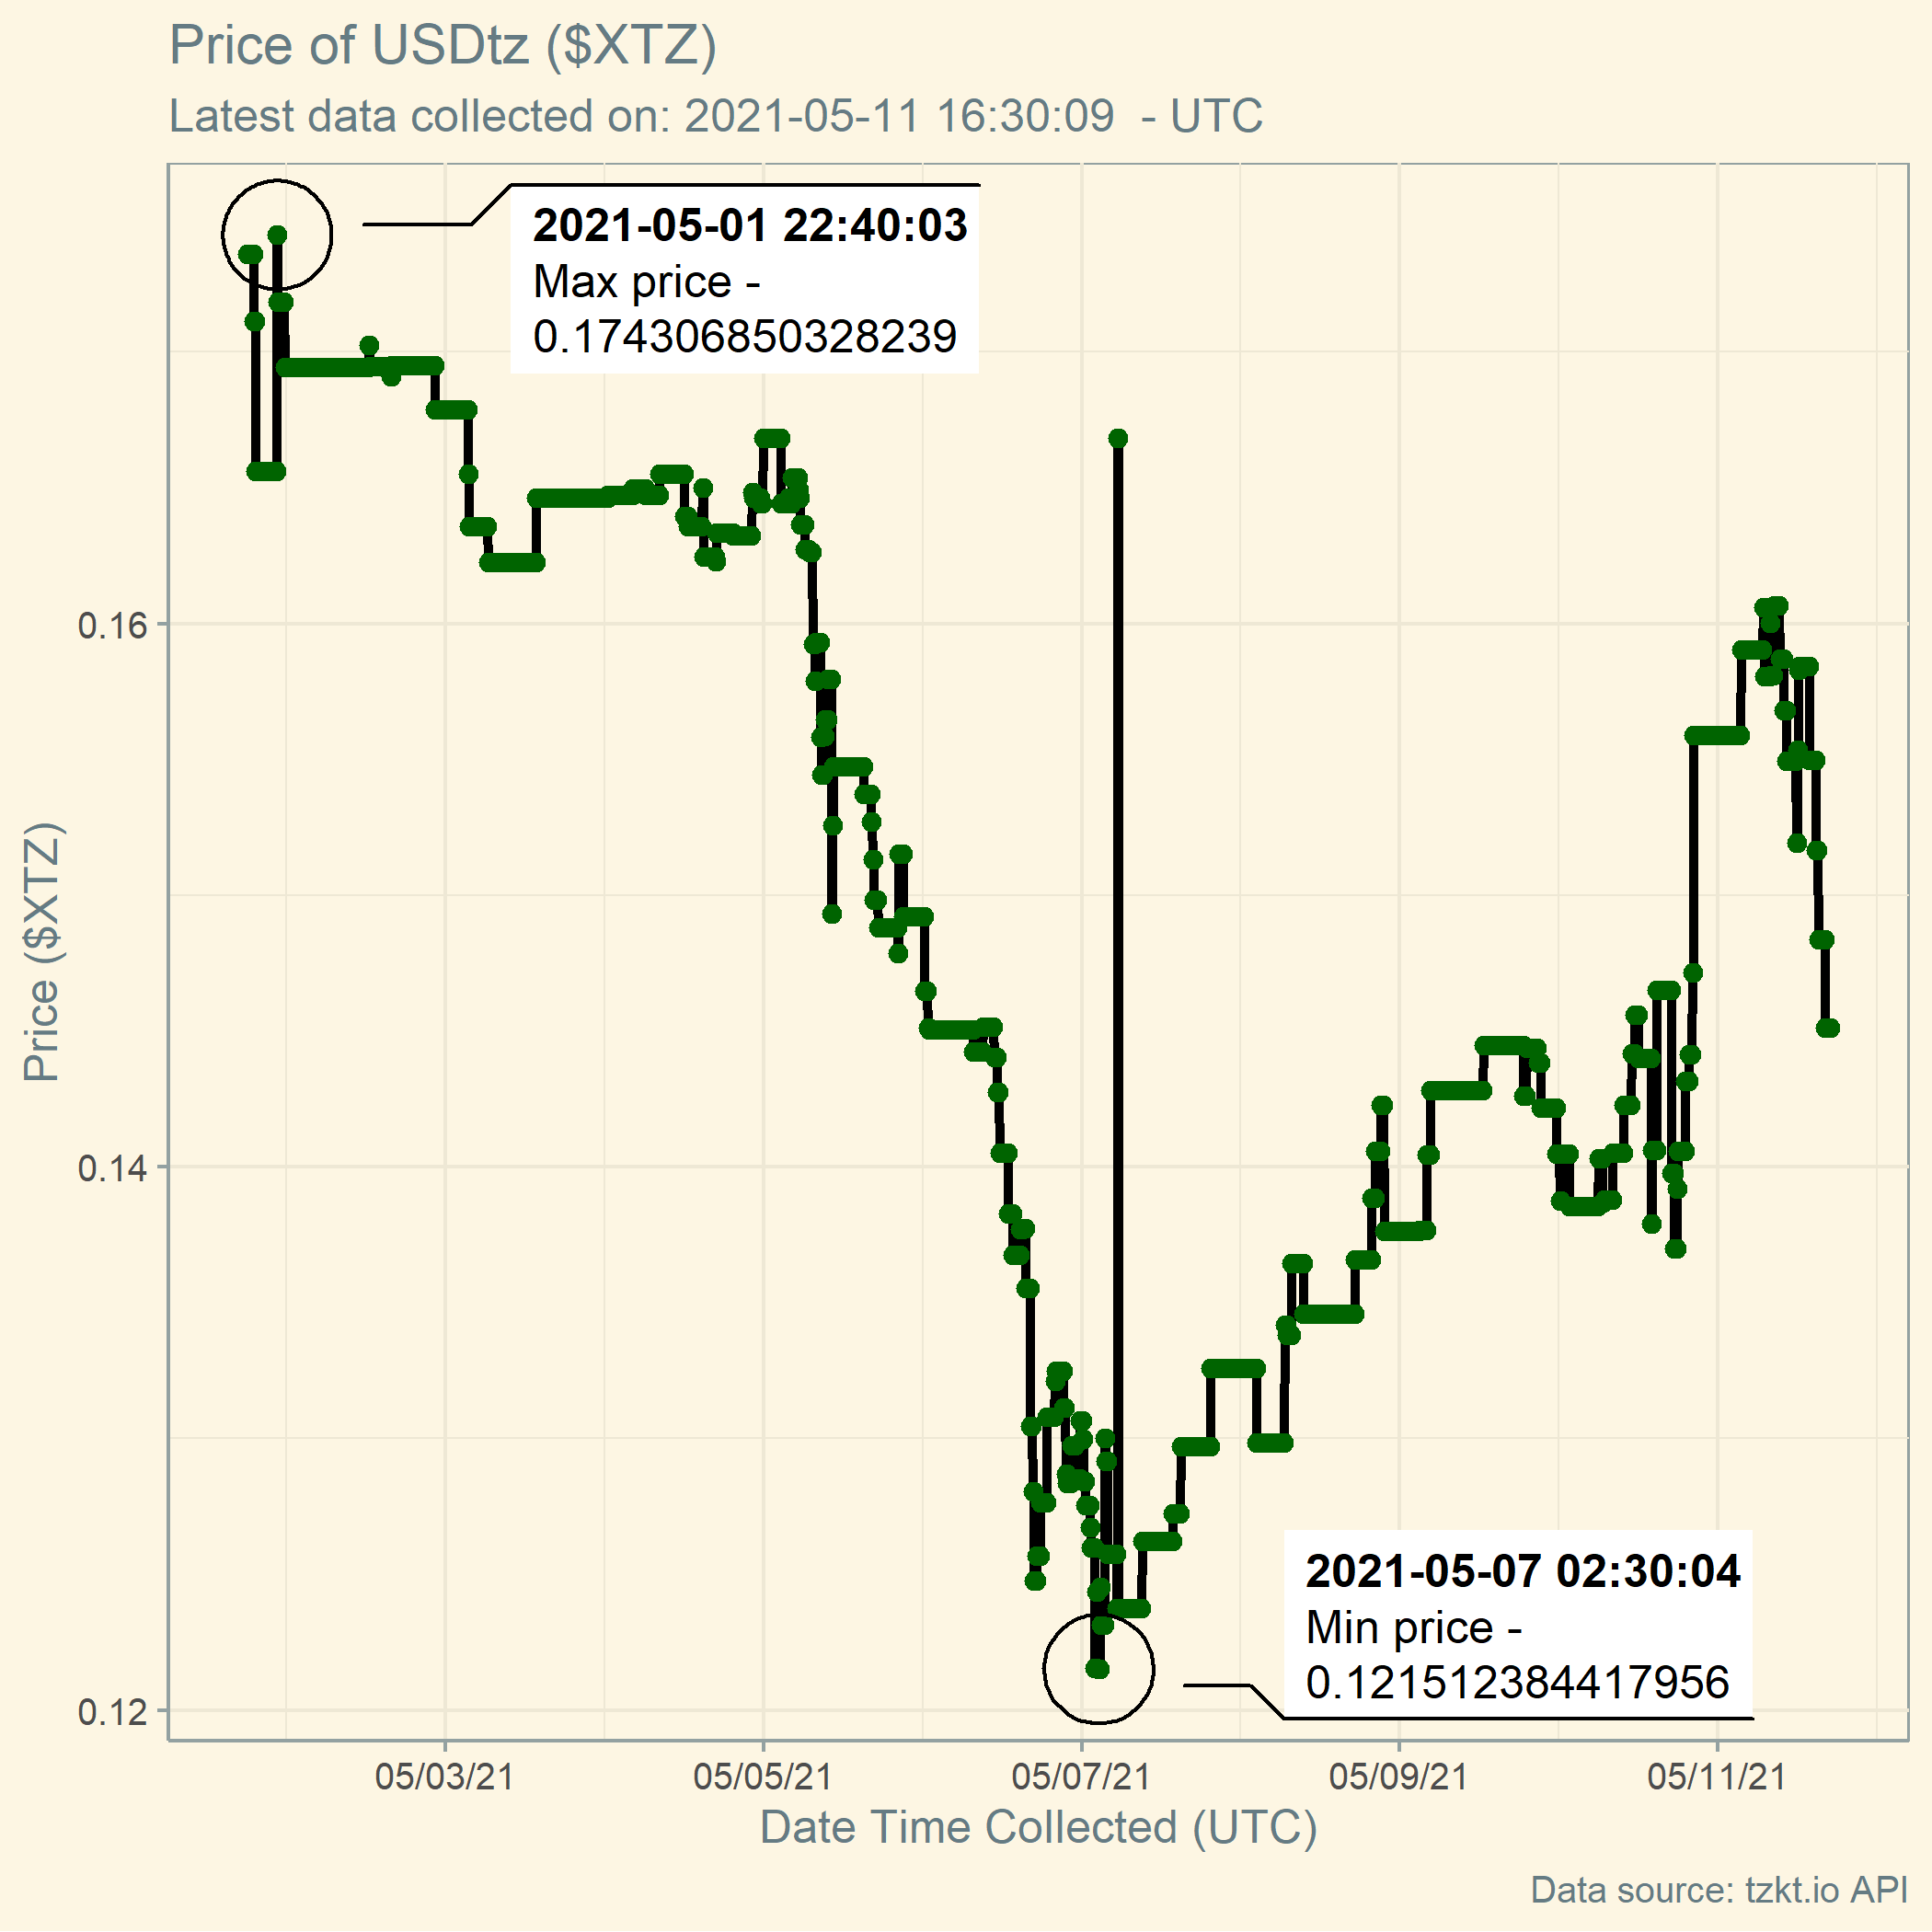 Price of USDtz ($XTZ)
Latest data collected on: 2021-05-11 16:30:09  - UTC
2021-05-01 22:40:03
Max price -
0.174306850328239
0.16
0.14
0.12
Price ($XTZ)
2021-05-07 02:30:04
Min price -
0.121512384417956
05/03/21
05/05/21
05/07/21
05/09/21
05/11/21
Date Time Collected (UTC)
Data source: tzkt.io API